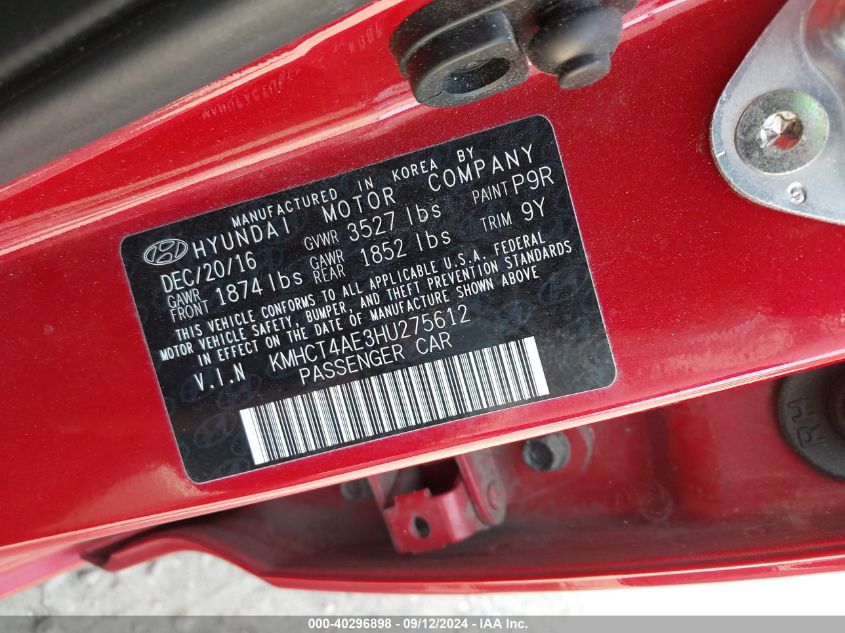 MANUFACTURED IN KOREA BY
HYUNDAI MOTOR COMPANY
DEC/20/16 GVWR 3527 lbs PAINT P9R
GAWR FRONT 1874 lbs GAWR REAR 1852 lbs TRIM 9Y
THIS VEHICLE CONFORMS TO ALL APPLICABLE U.S.A. FEDERAL
MOTOR VEHICLE SAFETY, BUMPER, AND THEFT PREVENTION STANDARDS
IN EFFECT ON THE DATE OF MANUFACTURE SHOWN ABOVE
V.I.N KMHCT4AE3HU275612
PASSENGER CAR
RH
000-40296898 - 09/12/2024 - IAA Inc.